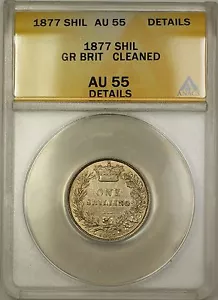 1877 SHIL AU 55 DETAILS
1877 SHIL
GR BRIT CLEANED
AU 55
DETAILS
ONE
SHILLING